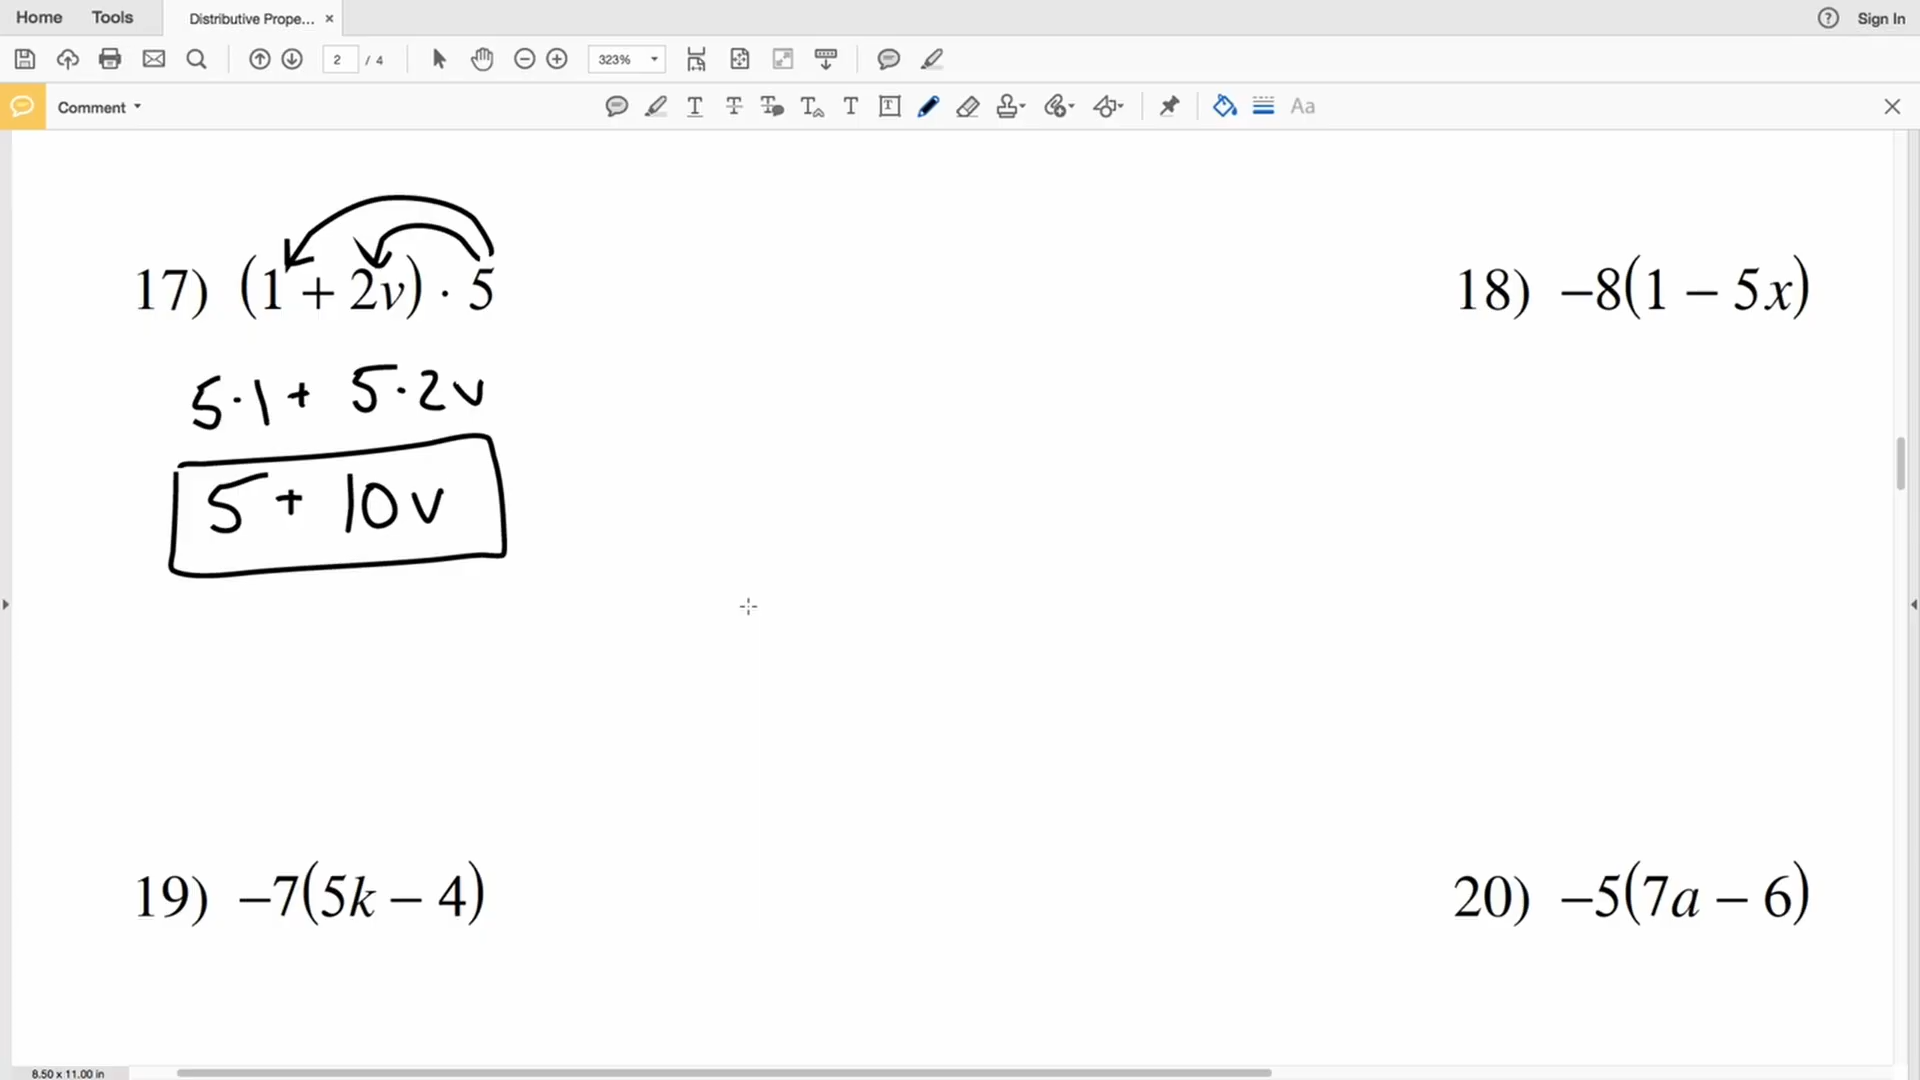 Home Tools Distributive Prope... × Sign In
2 / 4 323%
Comment
17) (1 + 2v) · 5
5·1 + 5·2v
5 + 10v
18) −8(1 − 5x)
19) −7(5k − 4)
20) −5(7a − 6)
8.50 x 11.00 in